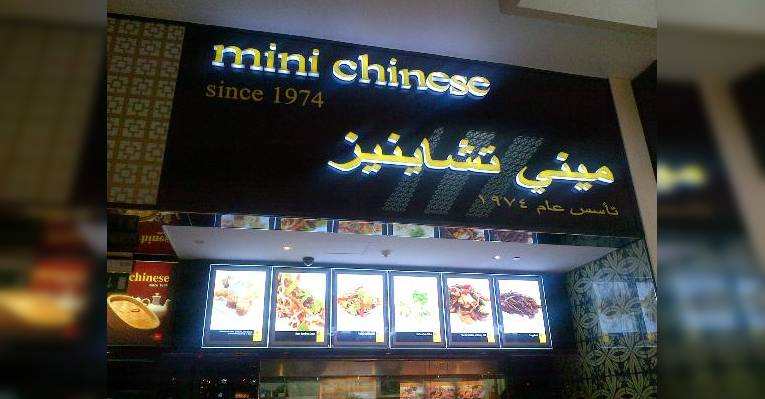 mini chinese
since 1974
ميني تشاينيز
تأسس عام ١٩٧٤
chinese